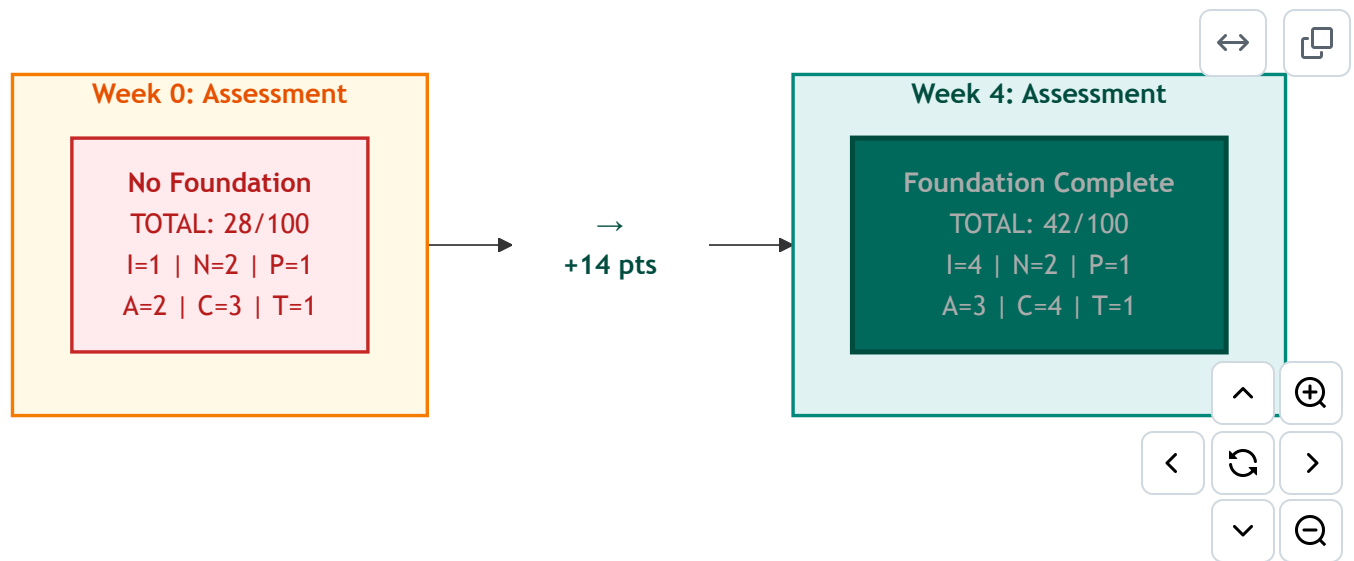 Week 0: Assessment
No Foundation
TOTAL: 28/100
I=1 | N=2 | P=1
A=2 | C=3 | T=1
→
+14 pts
Week 4: Assessment
Foundation Complete
TOTAL: 42/100
I=4 | N=2 | P=1
A=3 | C=4 | T=1